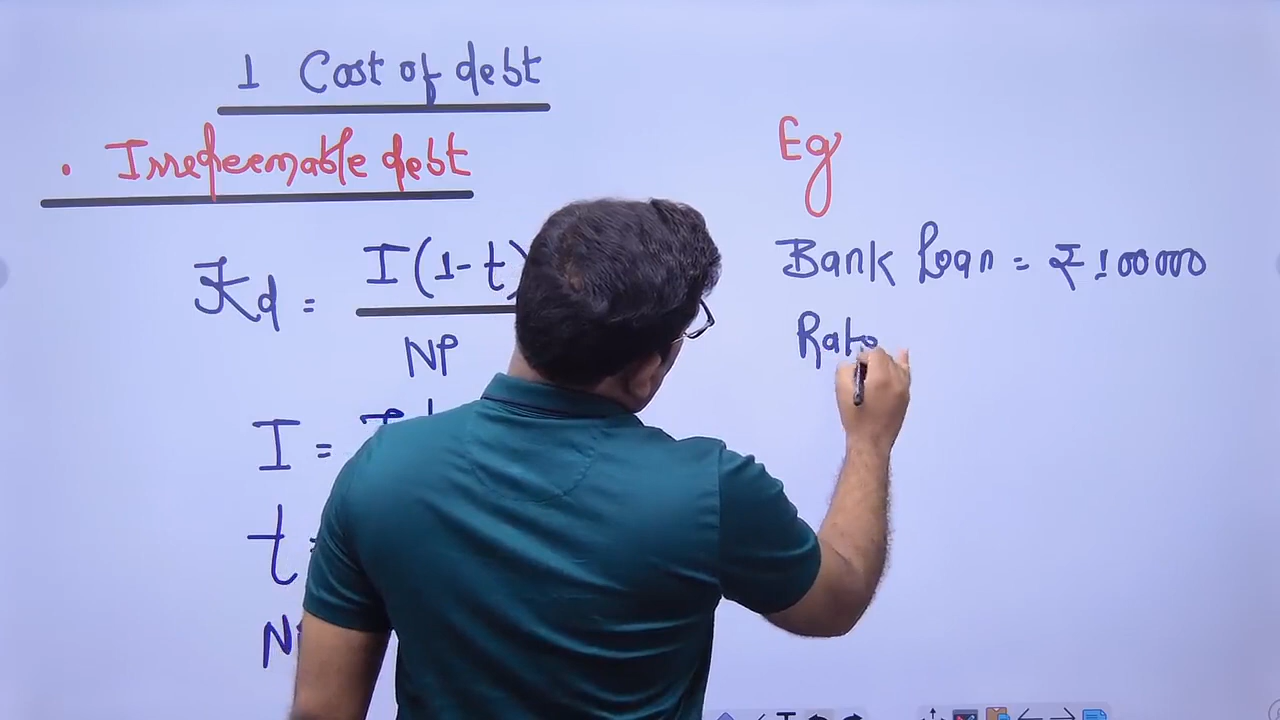 1 Cost of debt
• Irredeemable debt
Kd = I(1-t)
NP
I =
t
Eg
Bank loan = ₹100000
Rate